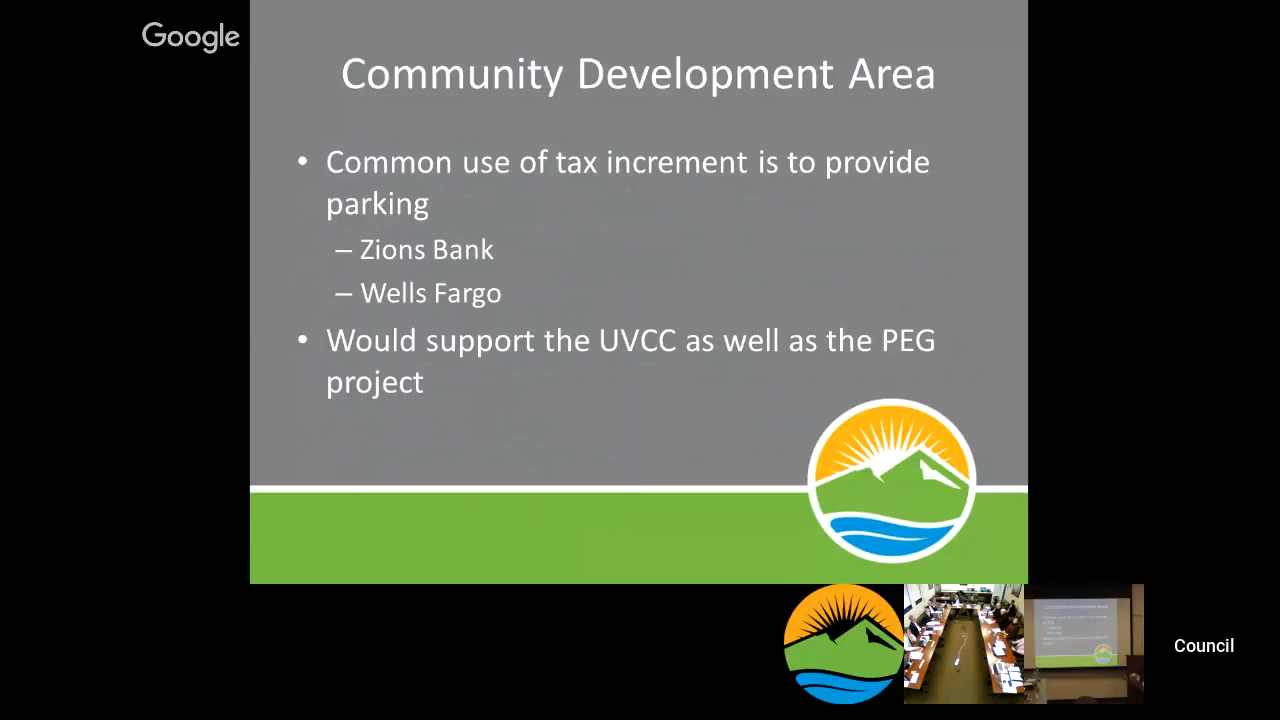 Google
Community Development Area
• Common use of tax increment is to provide
parking
– Zions Bank
– Wells Fargo
• Would support the UVCC as well as the PEG
project
Council